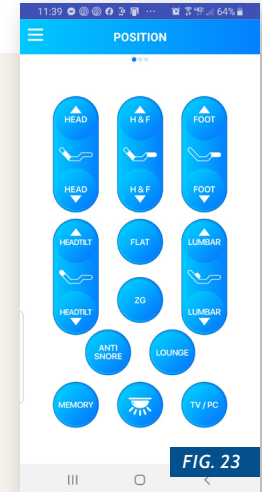 11:39 64%
POSITION
HEAD H & F FOOT
HEAD H & F FOOT
HEADTILT FLAT LUMBAR
ZG
HEADTILT LUMBAR
ANTI
SNORE LOUNGE
MEMORY TV / PC
FIG. 23